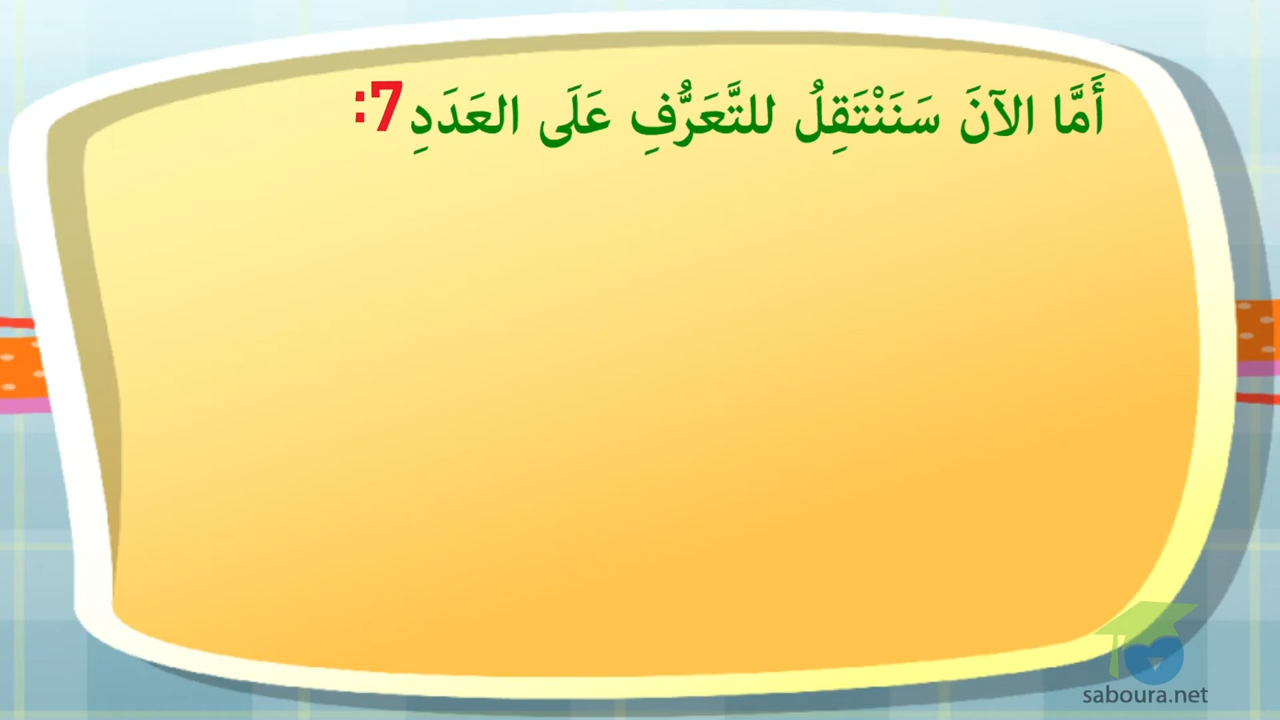 أَمَّا الآنَ سَنَنْتَقِلُ للتَّعَرُّفِ عَلَى العَدَدِ 7:
saboura.net